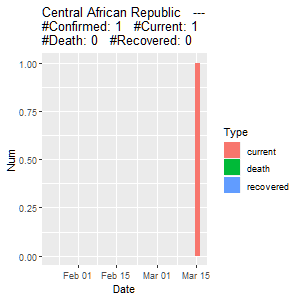 Central African Republic   ---
#Confirmed: 1   #Current: 1
#Death: 0   #Recovered: 0
1.00
0.75
0.50
0.25
0.00
Num
Feb 01
Feb 15
Mar 01
Mar 15
Date
Type
current
death
recovered